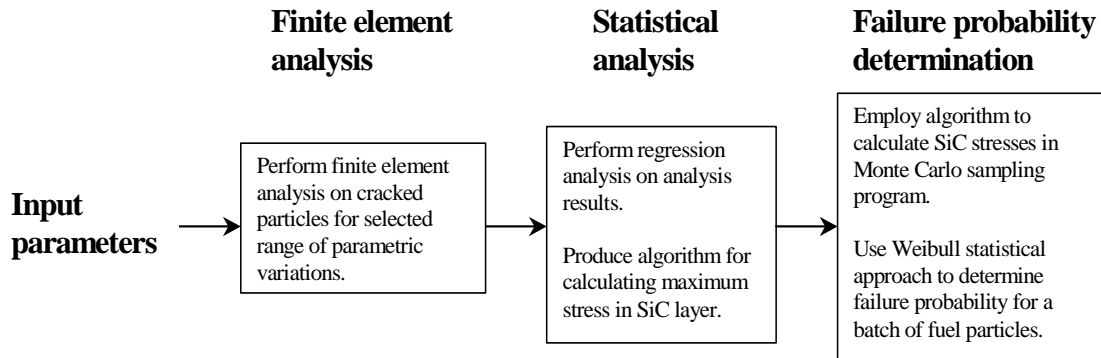 Finite element
analysis
Statistical
analysis
Failure probability
determination
Input
parameters
Perform finite element
analysis on cracked
particles for selected
range of parametric
variations.
Perform regression
analysis on analysis
results.
Produce algorithm for
calculating maximum
stress in SiC layer.
Employ algorithm to
calculate SiC stresses in
Monte Carlo sampling
program.
Use Weibull statistical
approach to determine
failure probability for a
batch of fuel particles.